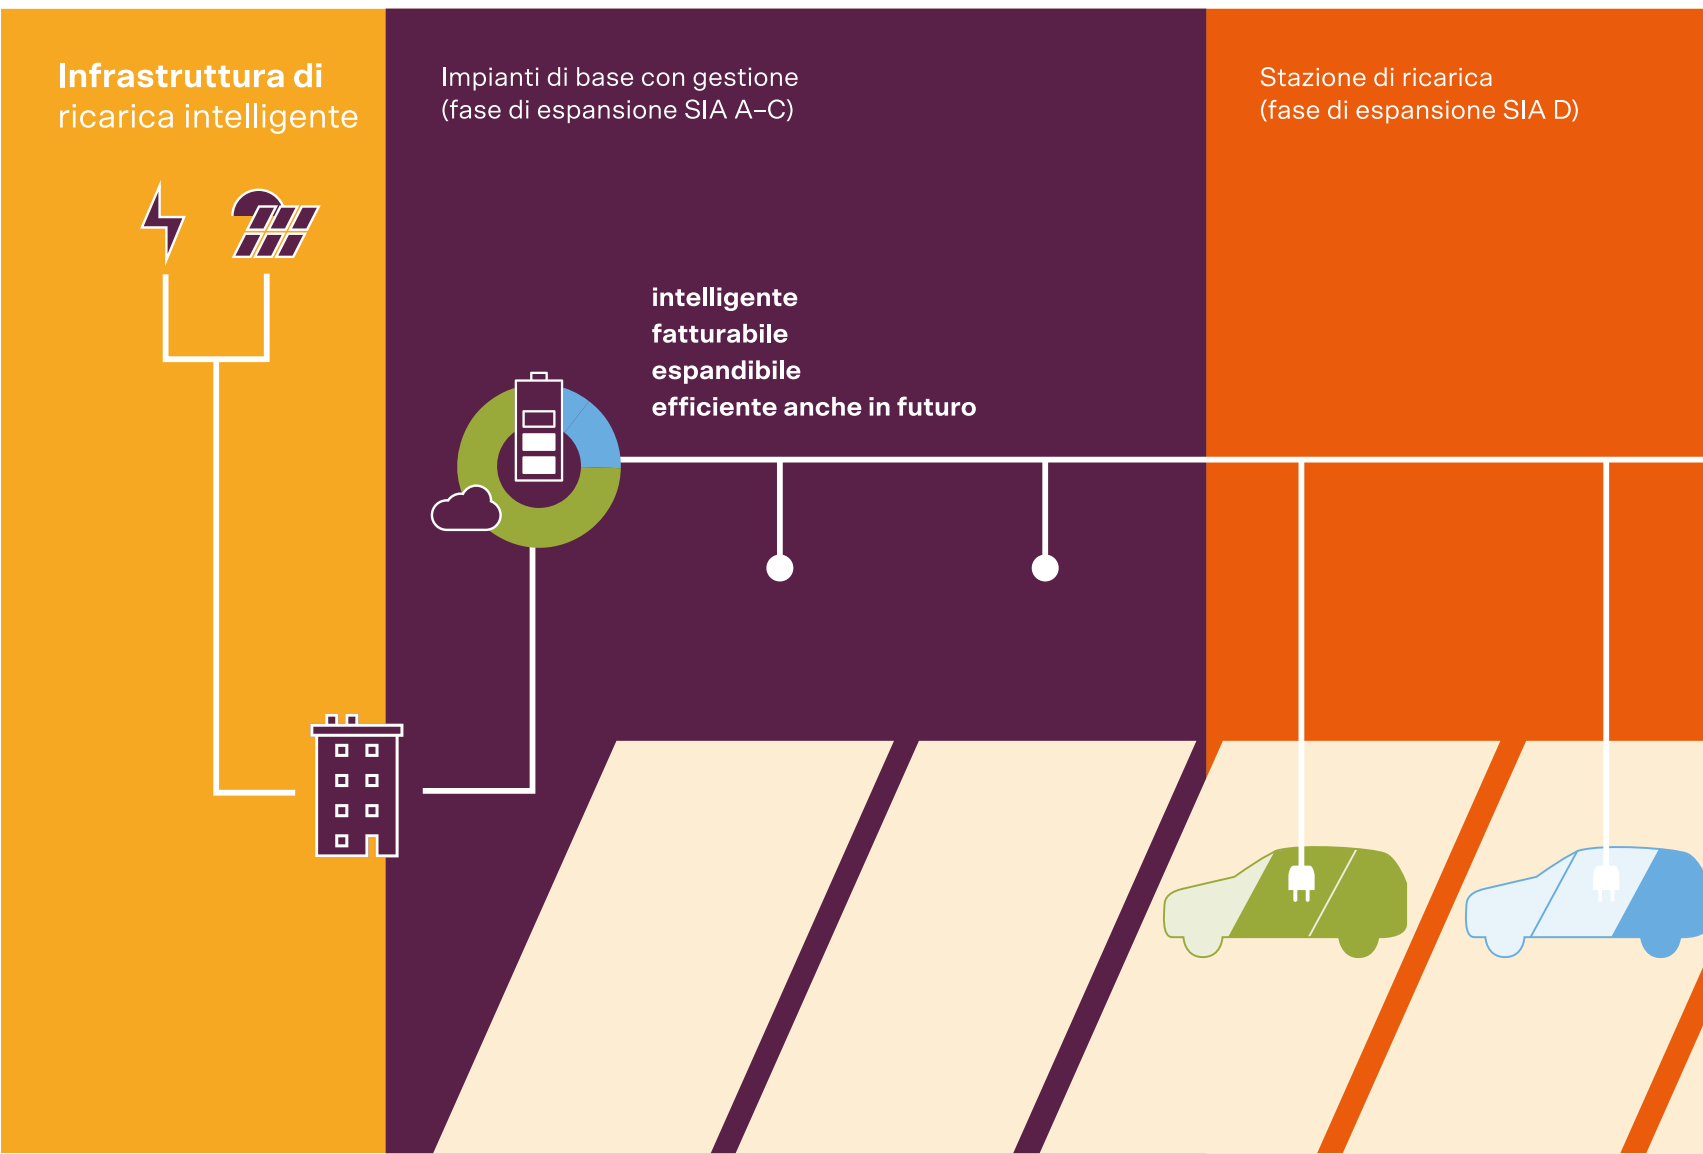 Infrastruttura di
ricarica intelligente
Impianti di base con gestione
(fase di espansione SIA A–C)
Stazione di ricarica
(fase di espansione SIA D)
intelligente
fatturabile
espandibile
efficiente anche in futuro